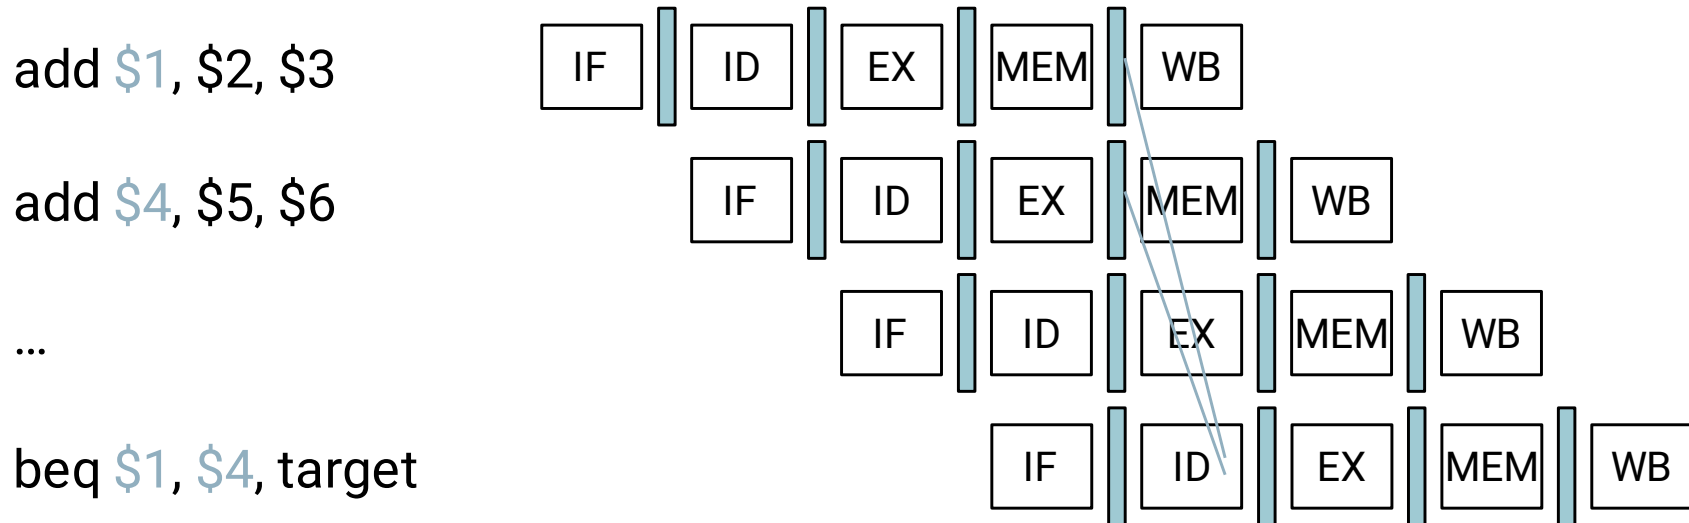 add $1, $2, $3 IF ID EX MEM WB
add $4, $5, $6 IF ID EX MEM WB
... IF ID EX MEM WB
beq $1, $4, target IF ID EX MEM WB